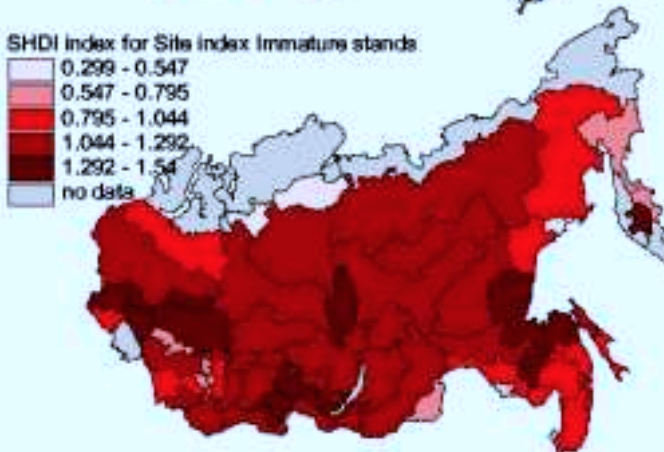 SHDI index for Site index Immature stands
0.299 - 0.547
0.547 - 0.795
0.795 - 1.044
1.044 - 1.292
1.292 - 1.54
no data